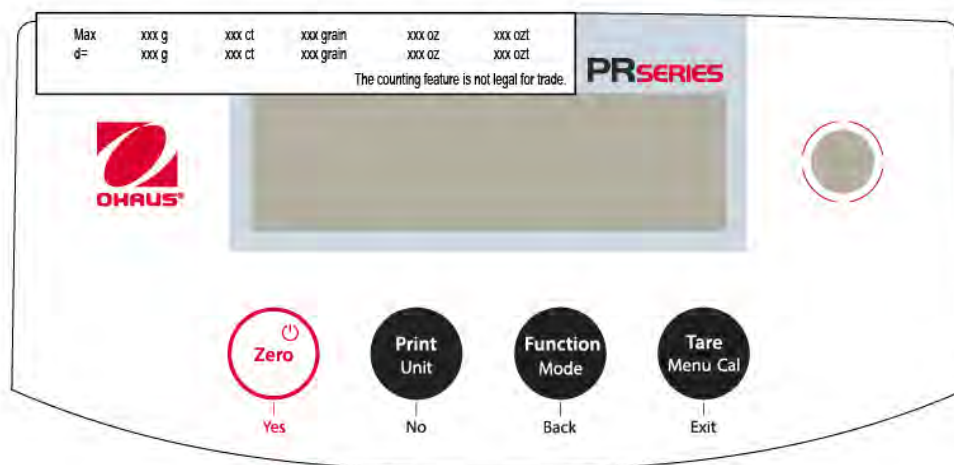 Max xxx g xxx ct xxx grain xxx oz xxx ozt
d= xxx g xxx ct xxx grain xxx oz xxx ozt
The counting feature is not legal for trade.
PRSERIES
OHAUS®
Zero Print Function Tare
Unit Mode Menu Cal
Yes No Back Exit